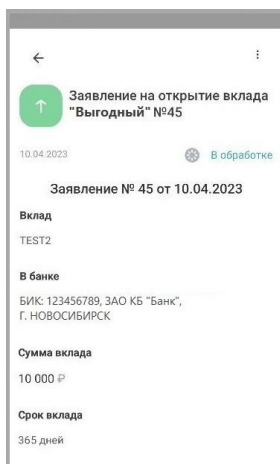 Заявление на открытие вклада
"Выгодный" №45
10.04.2023
В обработке
Заявление № 45 от 10.04.2023
Вклад
TEST2
В банке
БИК: 123456789, ЗАО КБ "Банк",
Г. НОВОСИБИРСК
Сумма вклада
10 000 ₽
Срок вклада
365 дней